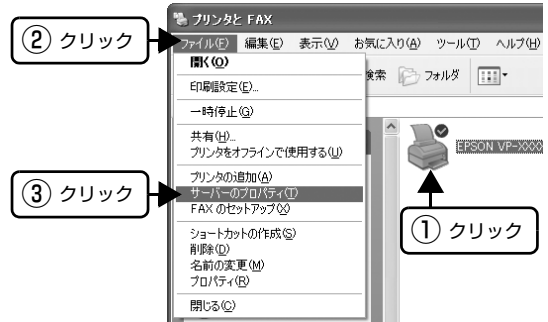 プリンタと FAX
② クリック
ファイル(F) 編集(E) 表示(V) お気に入り(A) ツール(T) ヘルプ(H)
開く(O)
検索 フォルダ
印刷設定(E)...
一時停止(G)
共有(H)...
プリンタをオフラインで使用する(U)
EPSON VP-XXXX
プリンタの追加(A)
③ クリック
サーバーのプロパティ(T)
FAX のセットアップ(X)
① クリック
ショートカットの作成(S)
削除(D)
名前の変更(M)
プロパティ(R)
閉じる(C)